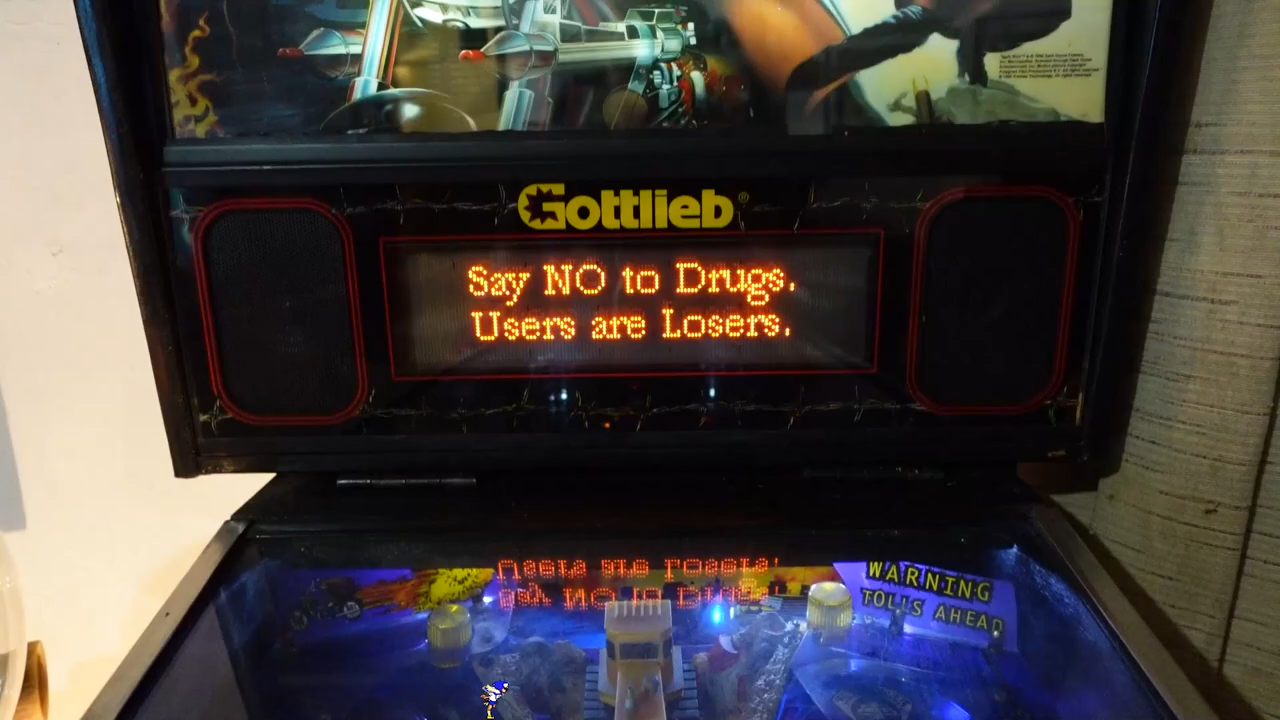 Gottlieb®
Say NO to Drugs.
Users are Losers.
WARNING
TOLLS AHEAD